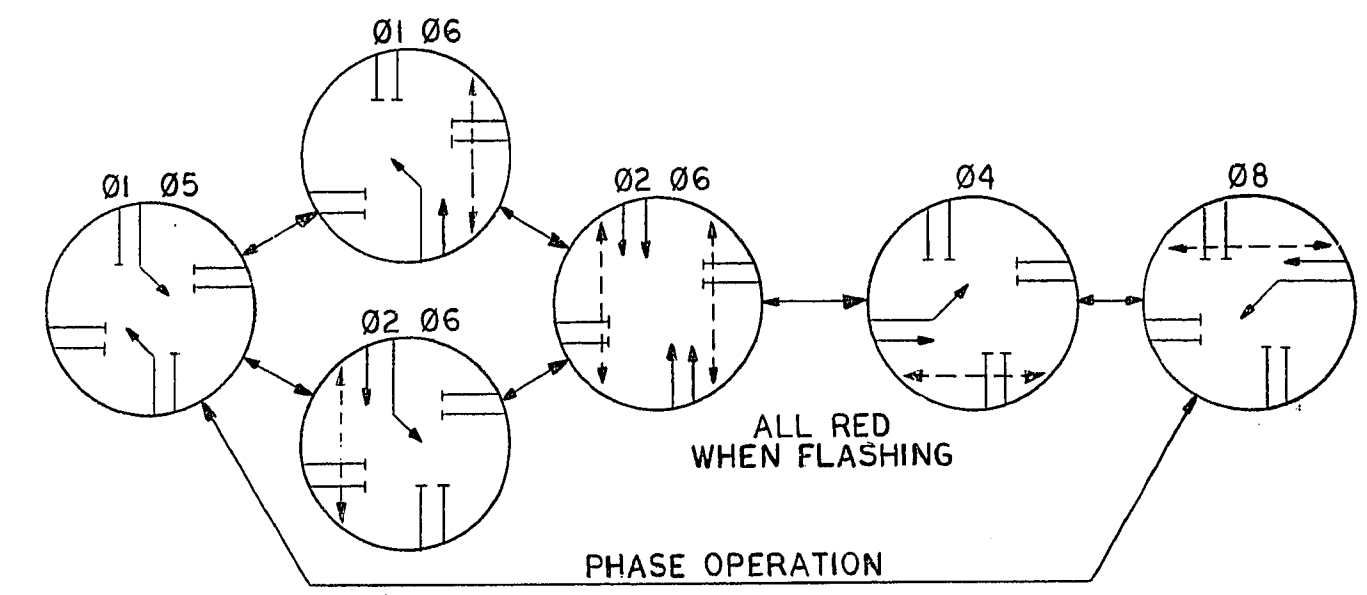 Ø1 Ø6
Ø1 Ø5
Ø2 Ø6
Ø4
Ø8
Ø2 Ø6
ALL RED
WHEN FLASHING
PHASE OPERATION